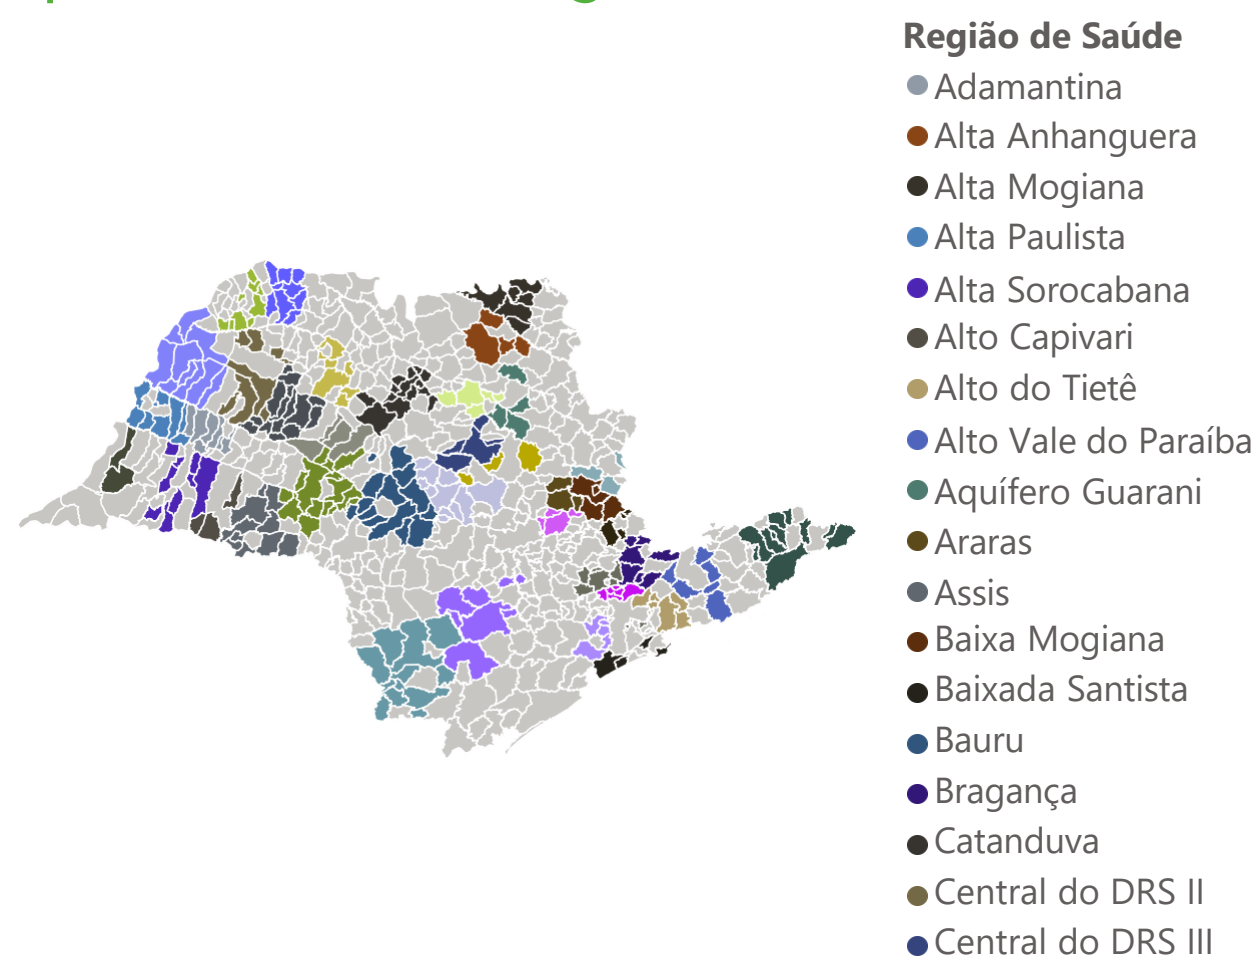 Região de Saúde
Adamantina
Alta Anhanguera
Alta Mogiana
Alta Paulista
Alta Sorocabana
Alto Capivari
Alto do Tietê
Alto Vale do Paraíba
Aquífero Guarani
Araras
Assis
Baixa Mogiana
Baixada Santista
Bauru
Bragança
Catanduva
Central do DRS II
Central do DRS III